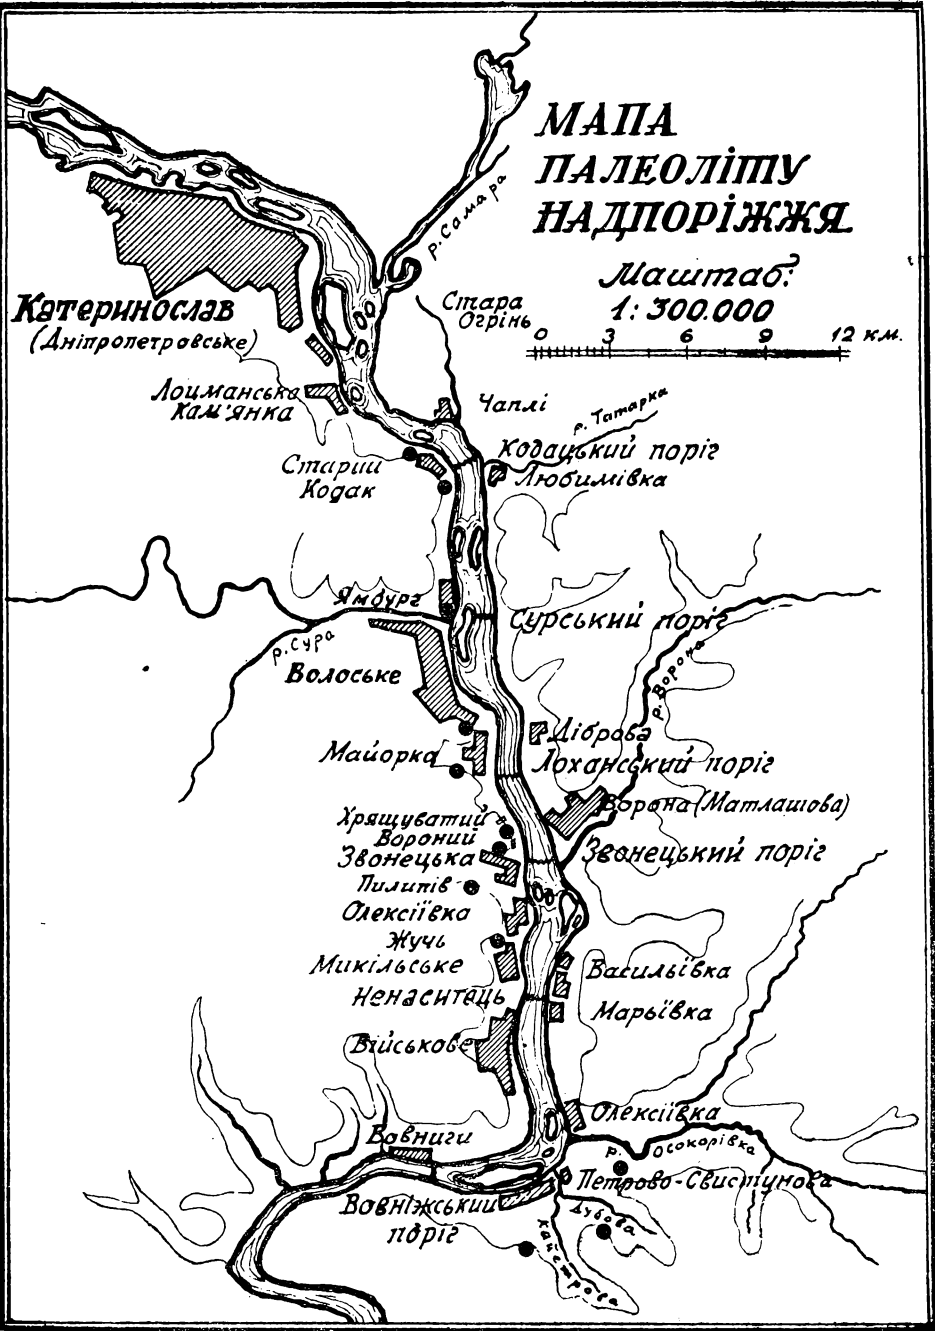 МАПА
ПАЛЕОЛІТУ
НАДПОРІЖЖЯ
Маштаб:
1:300.000
0 3 6 9 12 км.
р. Самара
Катеринослав
(Дніпропетровське)
Стара
Огрінь
Лоцманська
Кам'янка
Чаплі
р. Татарка
Кодацький поріг
Любимівка
Старий
Кодак
Ямбург
Сурський поріг
р. Сура
Волоське
р. Ворона
Діброва
Майорка
Лоханський поріг
Ворона (Матлашова)
Хрящуватий
Вороний
Звонецька
Звонецький поріг
Пилипів
Олексіївка
Жучь
Микільське
Васильївка
Ненаситець
Марьївка
Військове
Олексіївка
Вовниги
р. Осокорівка
Петрово-Свистунова
Вовніжський
поріг
Дубова
Кайстрова